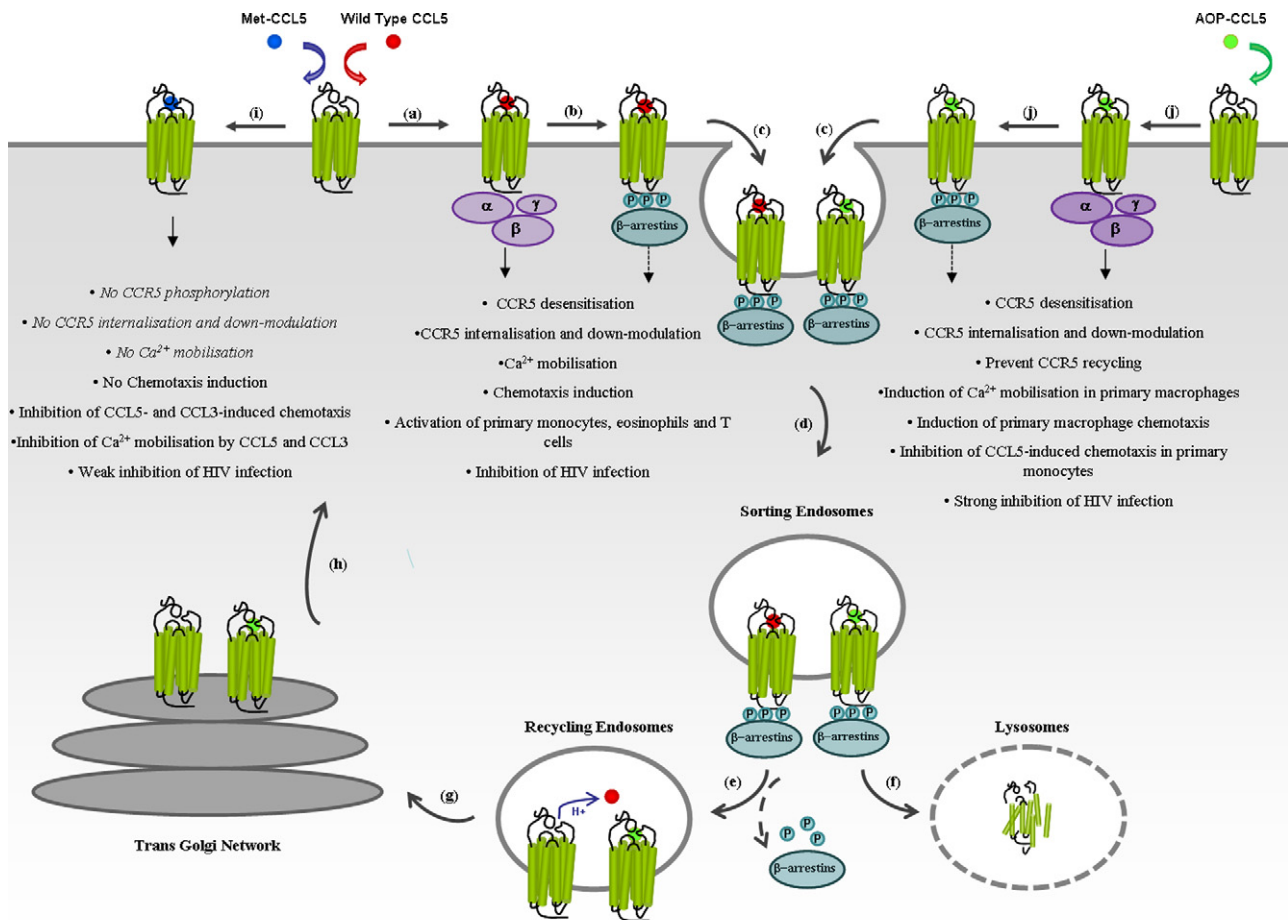 Met-CCL5
Wild Type CCL5
AOP-CCL5
(i)
(a)
(b)
(c)
(c)
(j)
(j)
α
γ
β
P P P
β-arrestins
P P P
β-arrestins
P P P
β-arrestins
P P P
β-arrestins
α
γ
β
• No CCR5 phosphorylation
• No CCR5 internalisation and down-modulation
• No Ca²⁺ mobilisation
• No Chemotaxis induction
• Inhibition of CCL5- and CCL3-induced chemotaxis
•Inhibition of Ca²⁺ mobilisation by CCL5 and CCL3
• Weak inhibition of HIV infection
• CCR5 desensitisation
•CCR5 internalisation and down-modulation
•Ca²⁺ mobilisation
• Chemotaxis induction
• Activation of primary monocytes, eosinophils and T
cells
• Inhibition of HIV infection
• CCR5 desensitisation
• CCR5 internalisation and down-modulation
• Prevent CCR5 recycling
•Induction of Ca²⁺ mobilisation in primary macrophages
• Induction of primary macrophage chemotaxis
• Inhibition of CCL5-induced chemotaxis in primary
monocytes
• Strong inhibition of HIV infection
(d)
Sorting Endosomes
P P P
β-arrestins
P P P
β-arrestins
(h)
(e)
(f)
Recycling Endosomes
H+
(g)
P P P
β-arrestins
Lysosomes
Trans Golgi Network